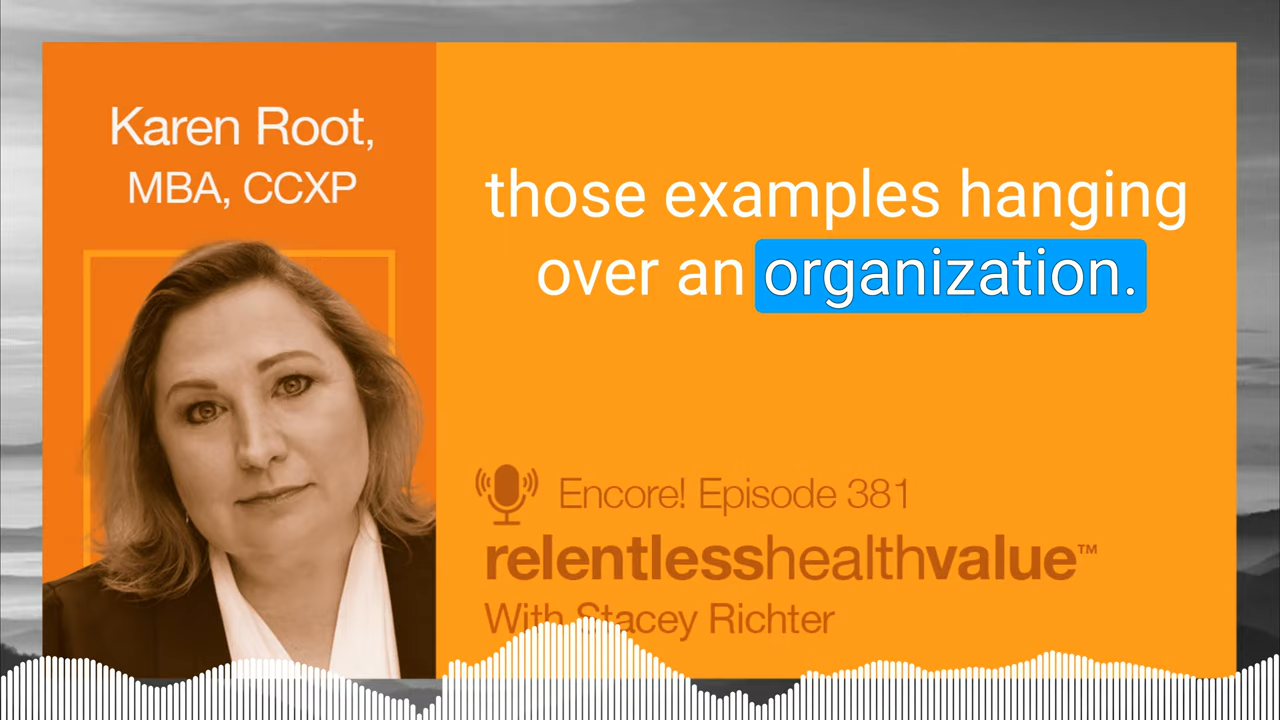 Karen Root,
MBA, CCXP
those examples hanging
over an organization.
Encore! Episode 381
relentlesshealthvalue™
With Stacey Richter